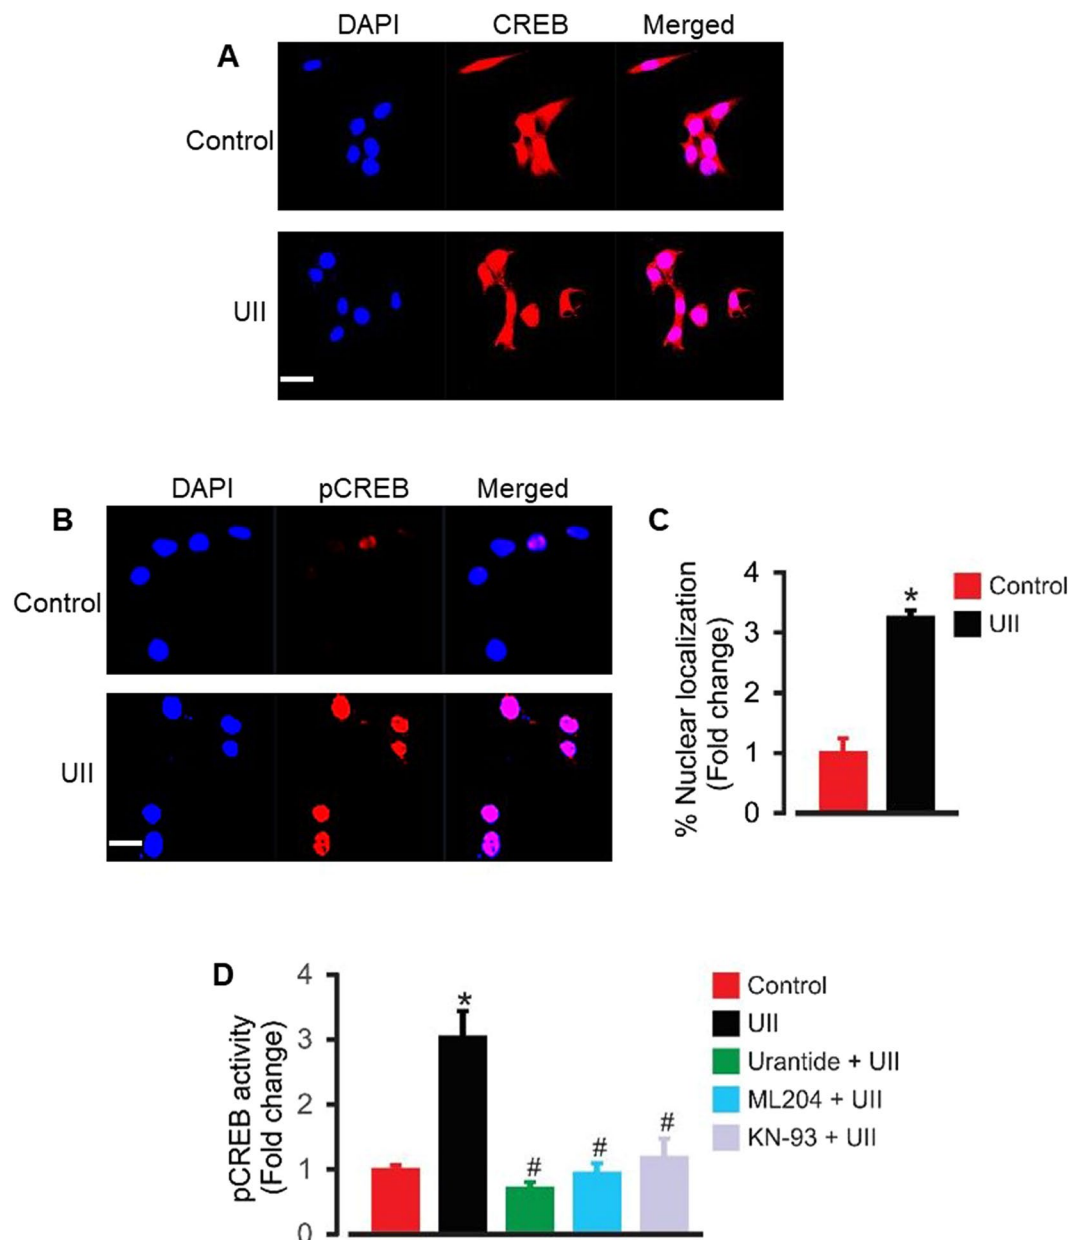 DAPI CREB Merged
A
Control
UII
DAPI pCREB Merged
B
Control
UII
C
% Nuclear localization
(Fold change)
4
3
2
1
0
*
Control
UII
D
pCREB activity
(Fold change)
4
3
2
1
0
*
#
#
#
Control
UII
Urantide + UII
ML204 + UII
KN-93 + UII